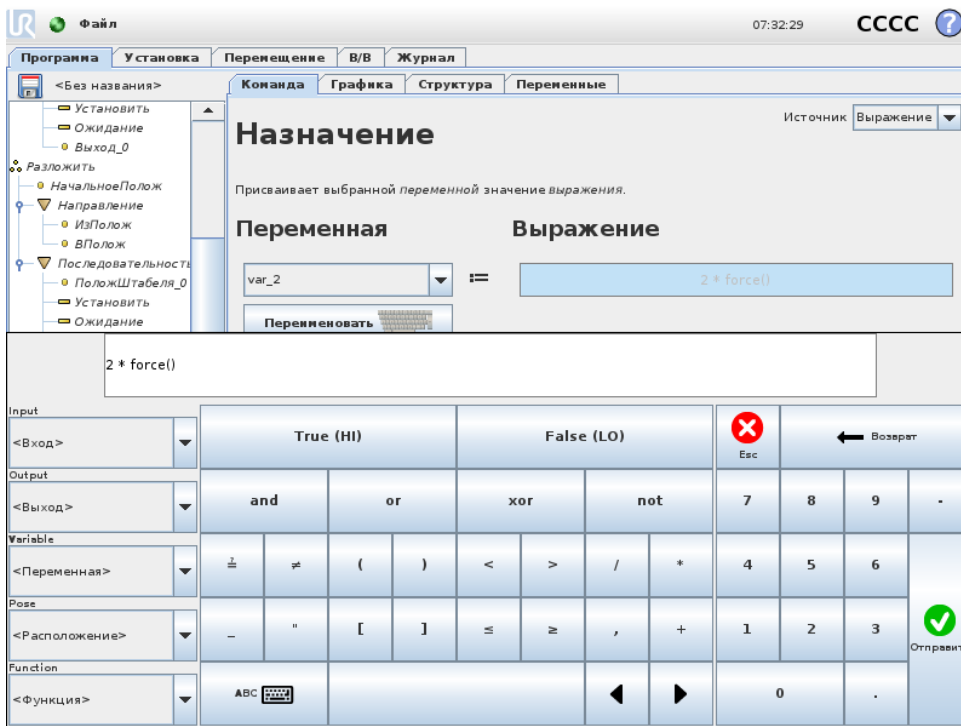 UR Файл 07:32:29 CCCC ?
Программа Установка Перемещение В/В Журнал
<Без названия> Команда Графика Структура Переменные
Установить
Ожидание
Выход_0
Разложить
НачальноеПолож
Направление
ИзПолож
ВПолож
Последовательность
ПоложШтабеля_0
Установить
Ожидание
Источник Выражение
Назначение
Присваивает выбранной переменной значение выражения.
Переменная Выражение
var_2 := 2 * force()
Переименовать
2 * force()
Input
<Вход>
Output
<Выход>
Variable
<Переменная>
Pose
<Расположение>
Function
<Функция>
True (HI) False (LO) Esc Возврат
and or xor not 7 8 9 -
≟ ≠ ( ) < > / * 4 5 6
_ " [ ] ≤ ≥ , + 1 2 3
Отправит
ABC 0 .